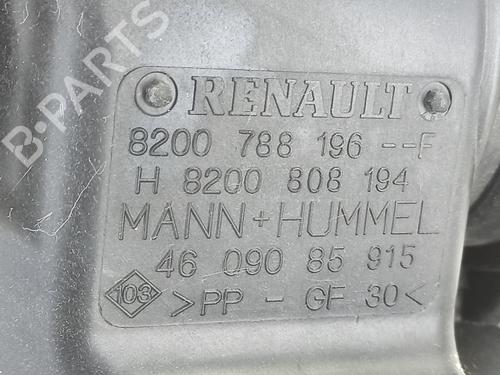 B-PARTS
RENAULT
8200 788 196--F
H 8200 808 194
MANN+HUMMEL
46 090 85 915
103 >PP - GF 30<